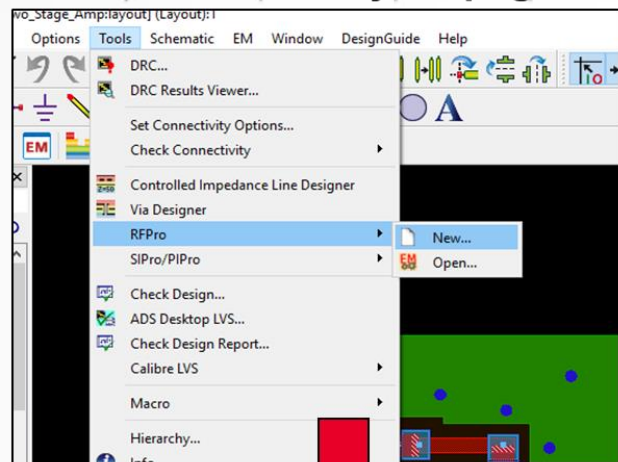 wo_Stage_Amp:layout] (Layout):1
Options Tools Schematic EM Window DesignGuide Help
DRC...
DRC Results Viewer...
A
Set Connectivity Options...
EM
Check Connectivity
Controlled Impedance Line Designer
Via Designer
RFPro
New...
SIPro/PIPro
EM Open...
Check Design...
ADS Desktop LVS...
Check Design Report...
Calibre LVS
Macro
Hierarchy...